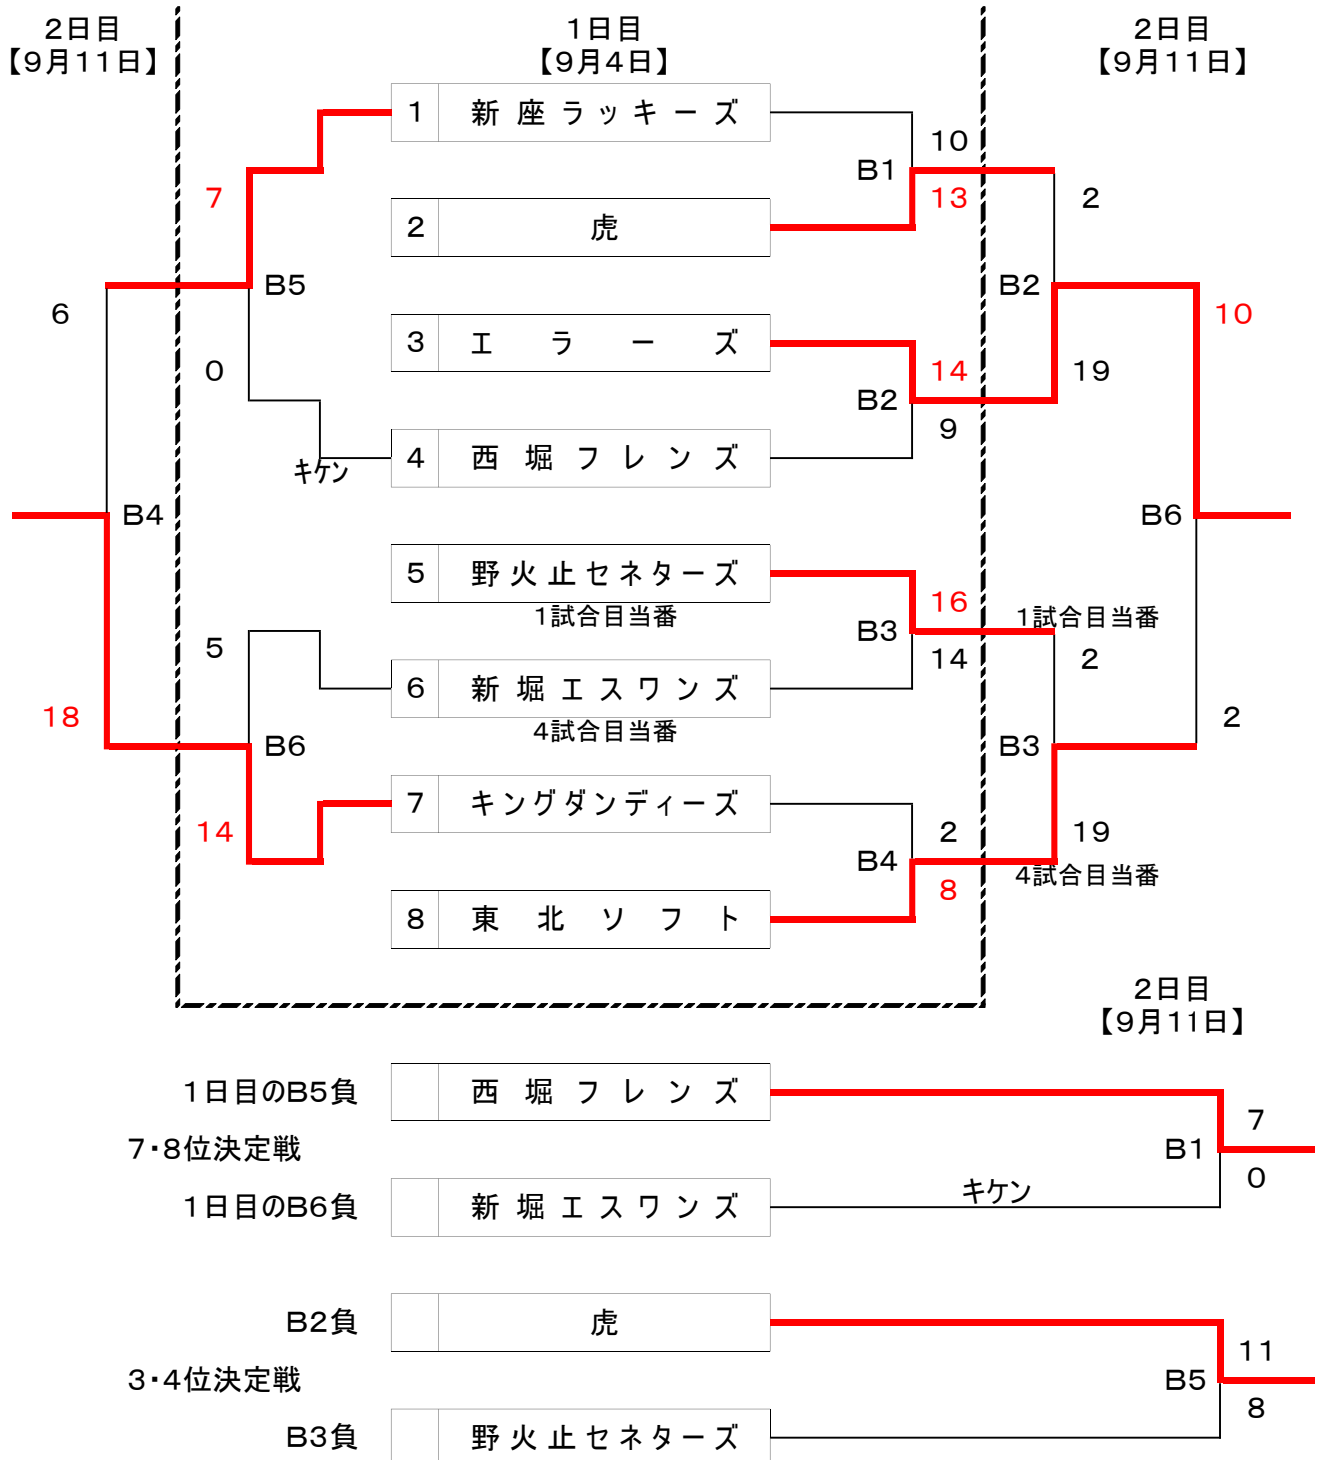 2日目
【9月11日】
1日目
【9月4日】
2日目
【9月11日】
1 新座ラッキーズ
10
B1
7
13
2
2 虎
B5
B2
6
10
3 エラーズ
0
14
19
B2
9
4 西堀フレンズ
キケン
B4
B6
5 野火止セネターズ
16
1試合目当番
1試合目当番
B3
5
14
2
6 新堀エスワンズ
18
2
4試合目当番
B6
B3
7 キングダンディーズ
14
2
19
B4
4試合目当番
8
8 東北ソフト
2日目
【9月11日】
1日目のB5負
西堀フレンズ
7
7・8位決定戦
B1
0
1日目のB6負
新堀エスワンズ
キケン
B2負
虎
11
3・4位決定戦
B5
8
B3負
野火止セネターズ